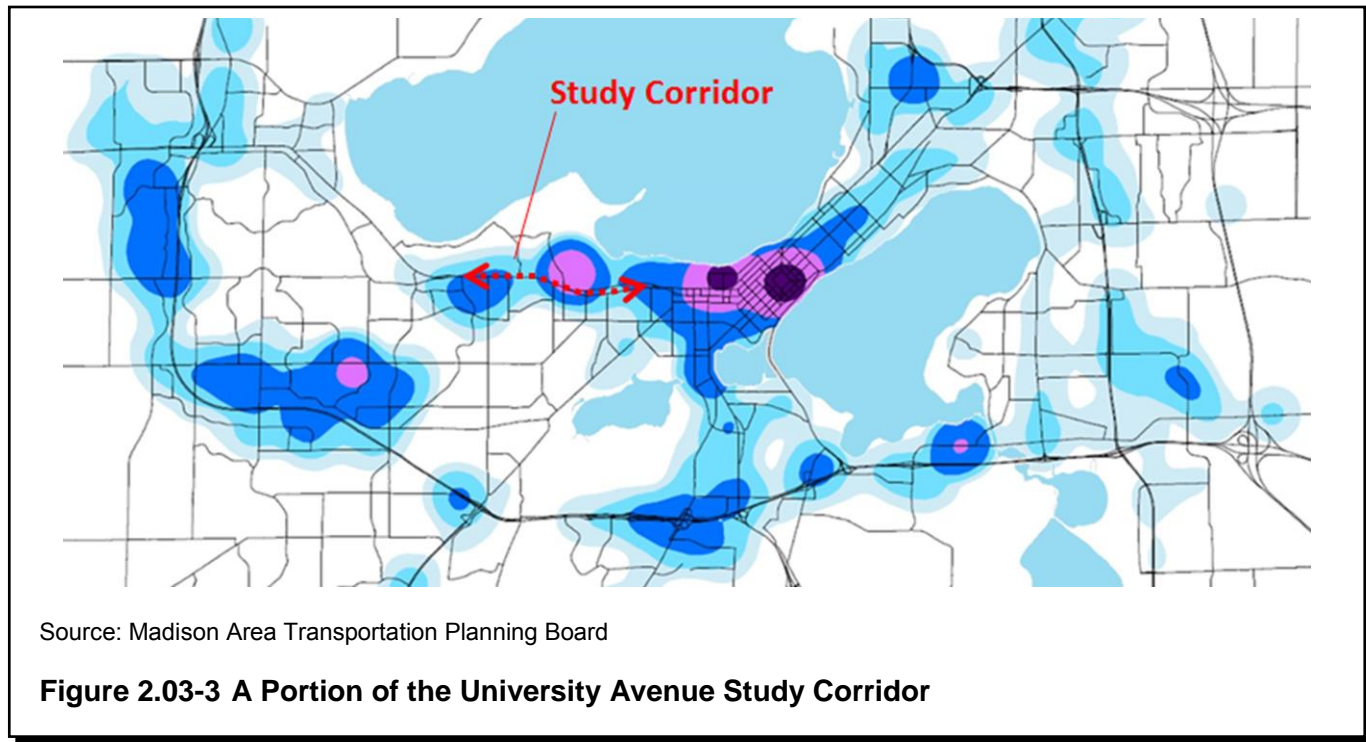 Study Corridor
Source: Madison Area Transportation Planning Board
Figure 2.03-3 A Portion of the University Avenue Study Corridor